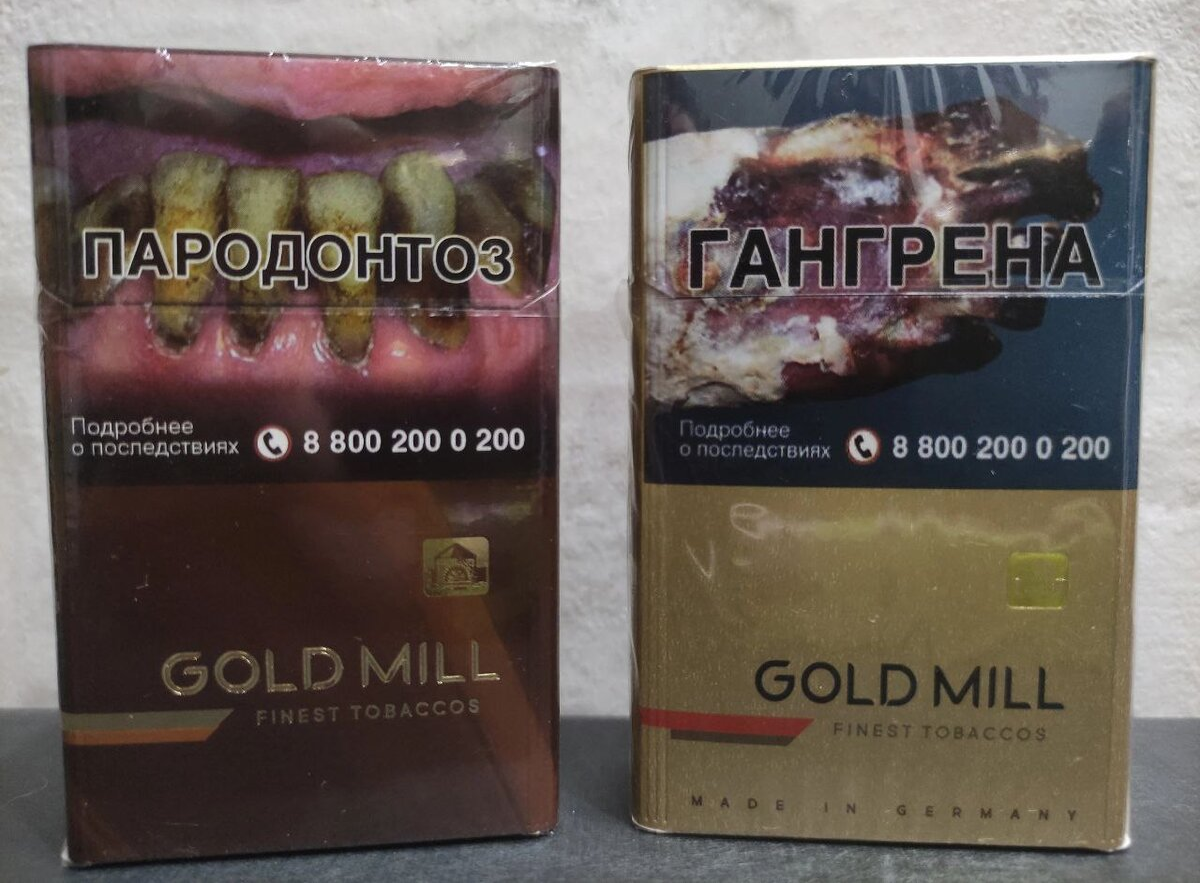 ПАРОДОНТОЗ
Подробнее
о последствиях
8 800 200 0 200
GOLD MILL
FINEST TOBACCOS
ГАНГРЕНА
Подробнее
о последствиях
8 800 200 0 200
GOLD MILL
FINEST TOBACCOS
MADE IN GERMANY